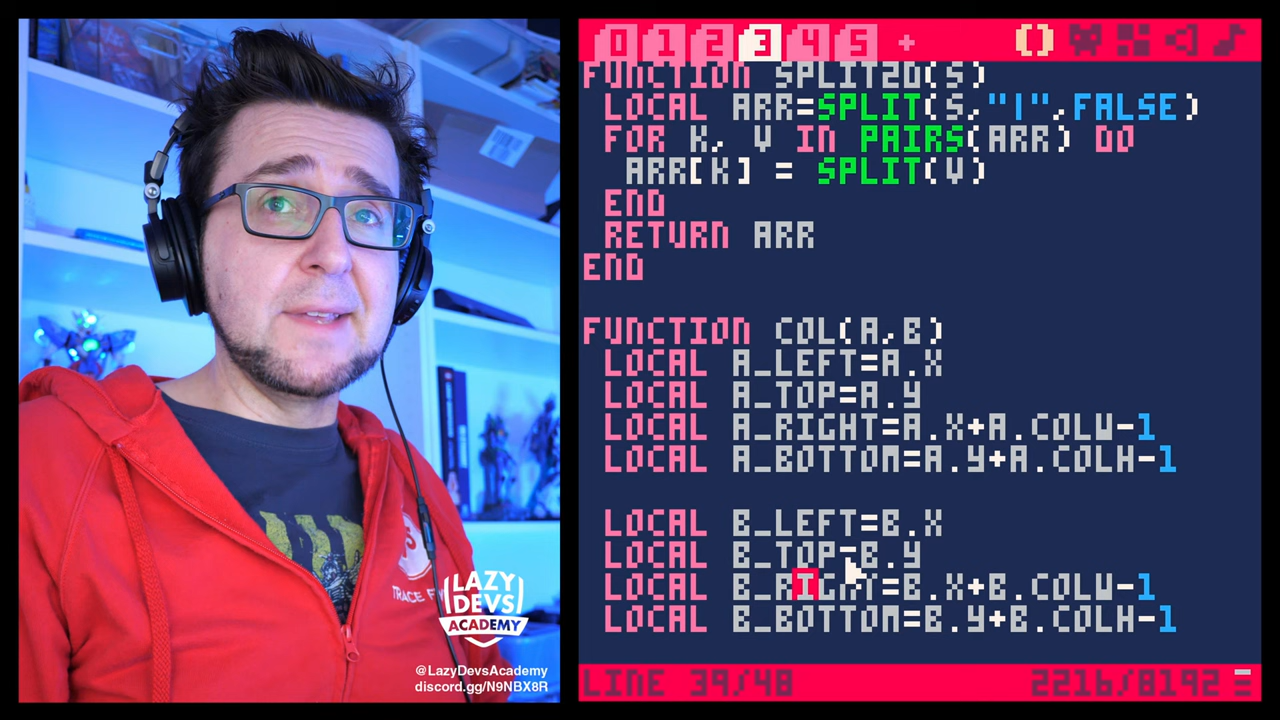 TRACE F
LAZY
DEVS
ACADEMY
@LazyDevsAcademy
discord.gg/N9NBX8R
0 1 2 3 4 5 +
FUNCTION SPLIT2D(S)
LOCAL ARR=SPLIT(S,"|",FALSE)
FOR K, V IN PAIRS(ARR) DO
ARR[K] = SPLIT(V)
END
RETURN ARR
END
FUNCTION COL(A,B)
LOCAL A_LEFT=A.X
LOCAL A_TOP=A.Y
LOCAL A_RIGHT=A.X+A.COLW-1
LOCAL A_BOTTOM=A.Y+A.COLH-1
LOCAL B_LEFT=B.X
LOCAL B_TOP=B.Y
LOCAL B_RIGHT=B.X+B.COLW-1
LOCAL B_BOTTOM=B.Y+B.COLH-1
LINE 39/48
2216/8192